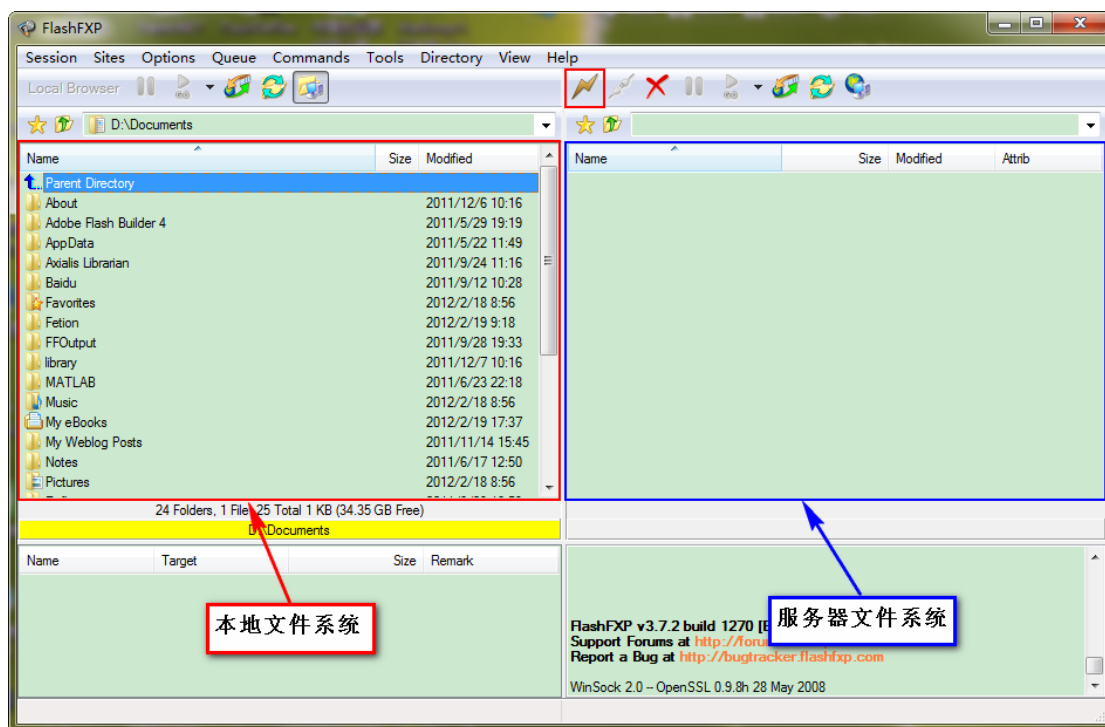 FlashFXP
Session Sites Options Queue Commands Tools Directory View Help
Local Browser
D:\Documents
Name Size Modified
Parent Directory
About 2011/12/6 10:16
Adobe Flash Builder 4 2011/5/29 19:19
AppData 2011/5/22 11:49
Axialis Librarian 2011/9/24 11:16
Baidu 2011/9/12 10:28
Favorites 2012/2/18 8:56
Fetion 2012/2/19 9:18
FFOutput 2011/9/28 19:33
library 2011/12/7 10:16
MATLAB 2011/6/23 22:18
Music 2012/2/18 8:56
My eBooks 2012/2/19 17:37
My Weblog Posts 2011/11/14 15:45
Notes 2011/6/17 12:50
Pictures 2012/2/18 8:56
24 Folders, 1 File, 25 Total 1 KB (34.35 GB Free)
D:\Documents
Name Size Modified Attrib
Name Target Size Remark
本地文件系统
服务器文件系统
FlashFXP v3.7.2 build 1270
Support Forums at
Report a Bug at http://bugtracker.flashfxp.com
WinSock 2.0 -- OpenSSL 0.9.8h 28 May 2008